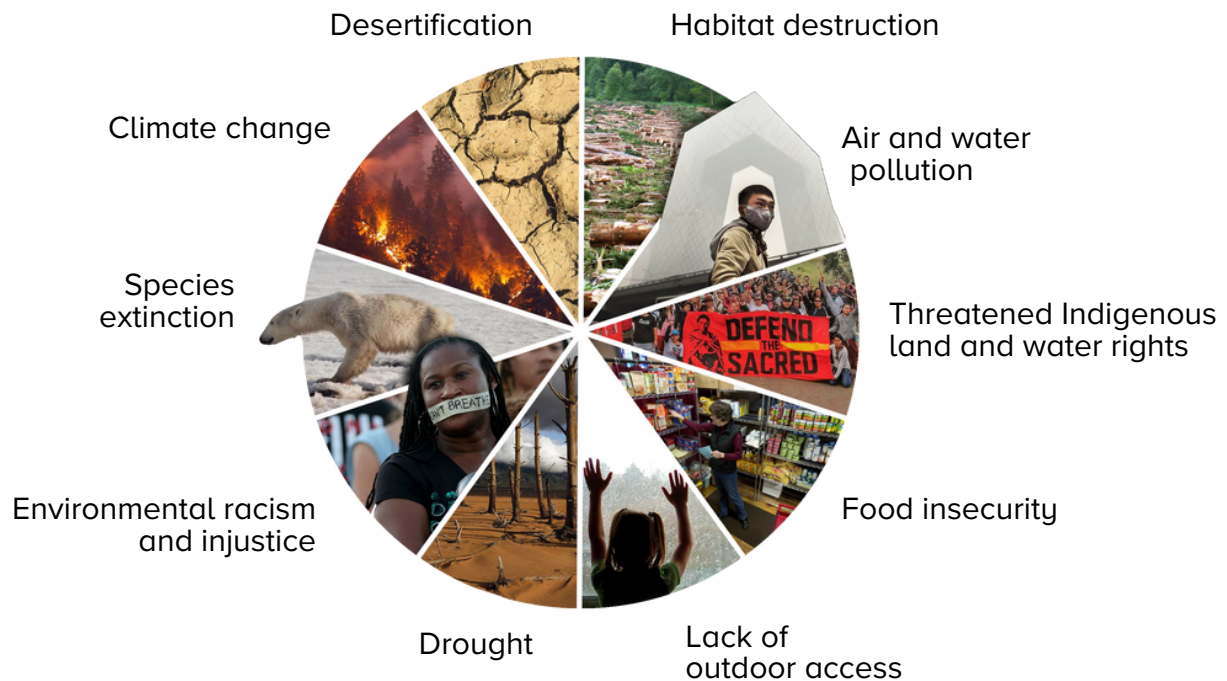 Desertification
Habitat destruction
Climate change
Air and water
pollution
Species
extinction
DEFEND
THE
SACRED
Threatened Indigenous
land and water rights
BREATHE
Environmental racism
and injustice
Food insecurity
Drought
Lack of
outdoor access